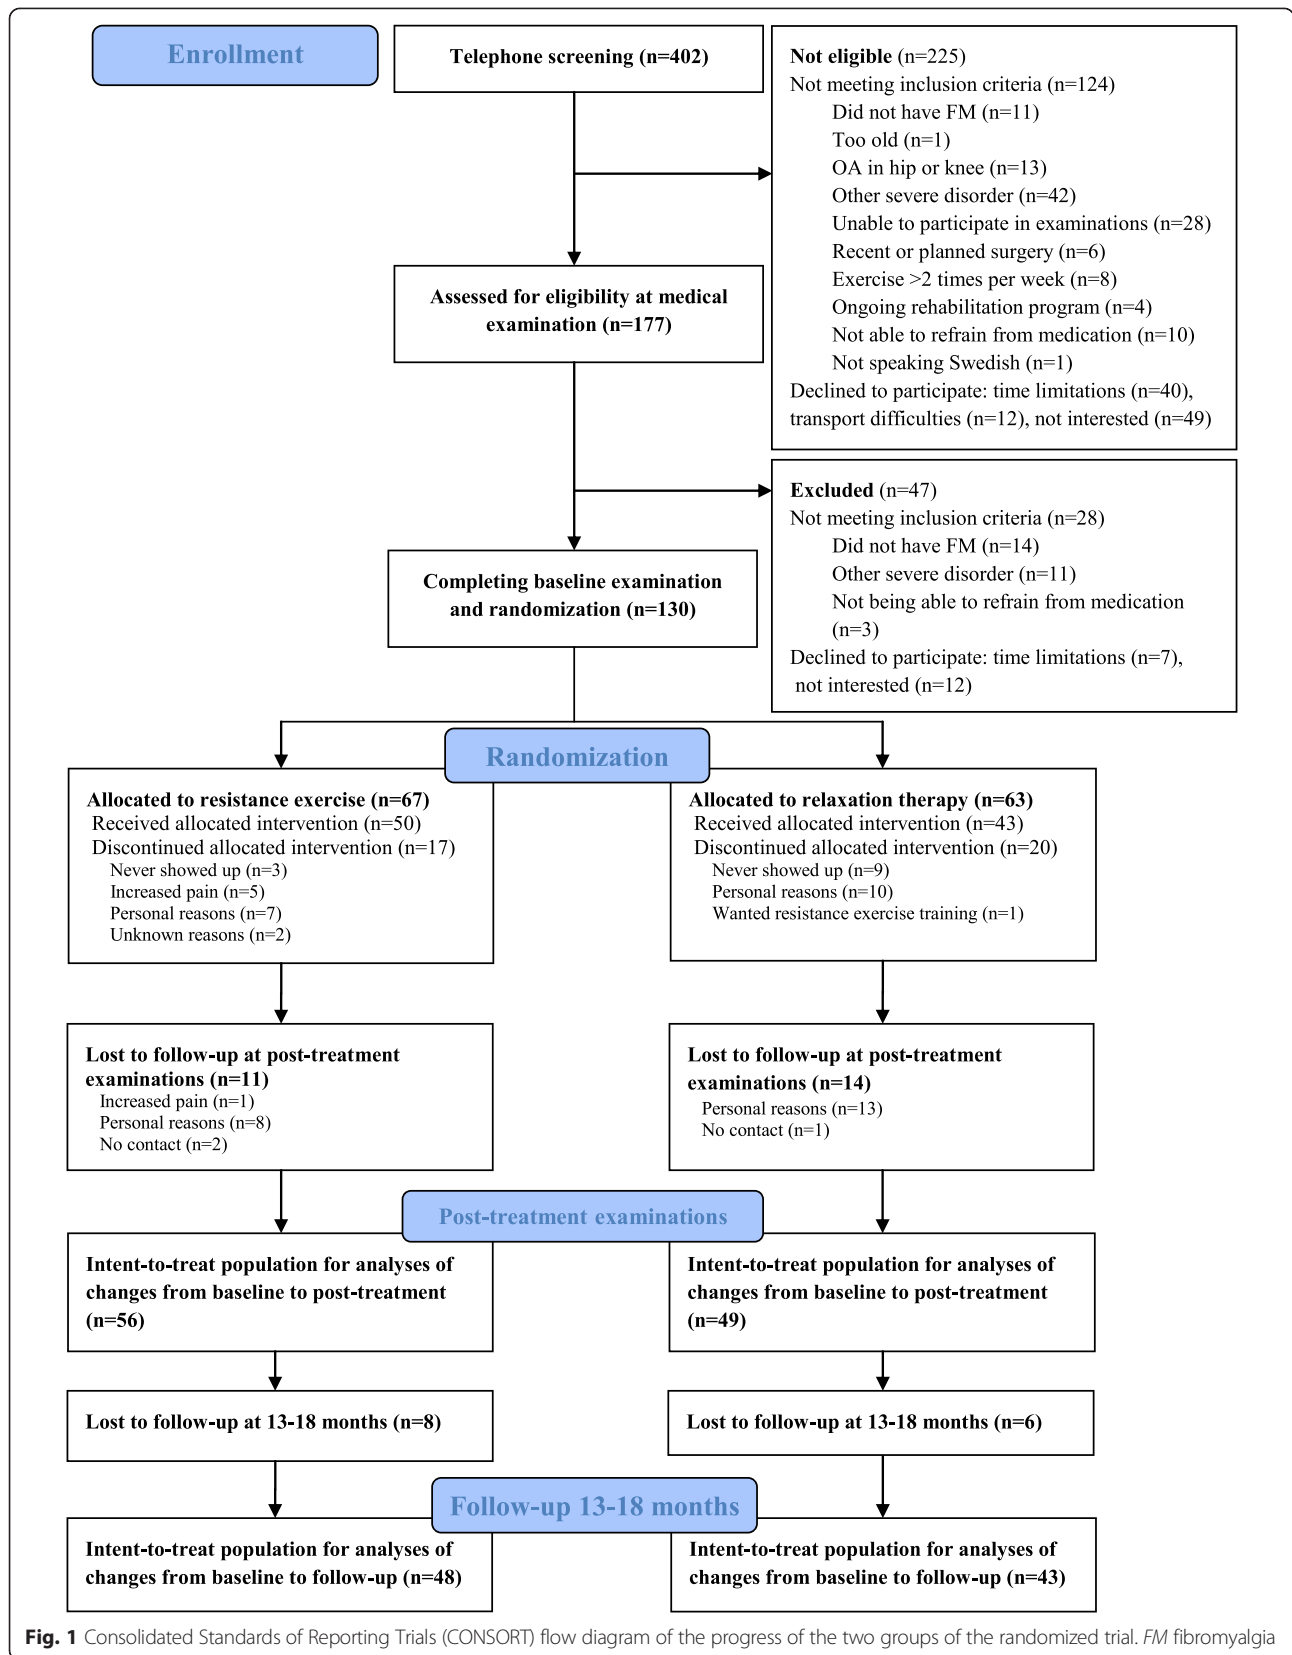 Enrollment
Telephone screening (n=402)
Not eligible (n=225)
Not meeting inclusion criteria (n=124)
Did not have FM (n=11)
Too old (n=1)
OA in hip or knee (n=13)
Other severe disorder (n=42)
Unable to participate in examinations (n=28)
Recent or planned surgery (n=6)
Exercise >2 times per week (n=8)
Ongoing rehabilitation program (n=4)
Not able to refrain from medication (n=10)
Not speaking Swedish (n=1)
Declined to participate: time limitations (n=40),
transport difficulties (n=12), not interested (n=49)
Assessed for eligibility at medical
examination (n=177)
Excluded (n=47)
Not meeting inclusion criteria (n=28)
Did not have FM (n=14)
Other severe disorder (n=11)
Not being able to refrain from medication
(n=3)
Declined to participate: time limitations (n=7),
not interested (n=12)
Completing baseline examination
and randomization (n=130)
Randomization
Allocated to resistance exercise (n=67)
Received allocated intervention (n=50)
Discontinued allocated intervention (n=17)
Never showed up (n=3)
Increased pain (n=5)
Personal reasons (n=7)
Unknown reasons (n=2)
Allocated to relaxation therapy (n=63)
Received allocated intervention (n=43)
Discontinued allocated intervention (n=20)
Never showed up (n=9)
Personal reasons (n=10)
Wanted resistance exercise training (n=1)
Lost to follow-up at post-treatment
examinations (n=11)
Increased pain (n=1)
Personal reasons (n=8)
No contact (n=2)
Lost to follow-up at post-treatment
examinations (n=14)
Personal reasons (n=13)
No contact (n=1)
Post-treatment examinations
Intent-to-treat population for analyses of
changes from baseline to post-treatment
(n=56)
Intent-to-treat population for analyses of
changes from baseline to post-treatment
(n=49)
Lost to follow-up at 13-18 months (n=8)
Lost to follow-up at 13-18 months (n=6)
Follow-up 13-18 months
Intent-to-treat population for analyses of
changes from baseline to follow-up (n=48)
Intent-to-treat population for analyses of
changes from baseline to follow-up (n=43)
Fig. 1 Consolidated Standards of Reporting Trials (CONSORT) flow diagram of the progress of the two groups of the randomized trial. FM fibromyalgia